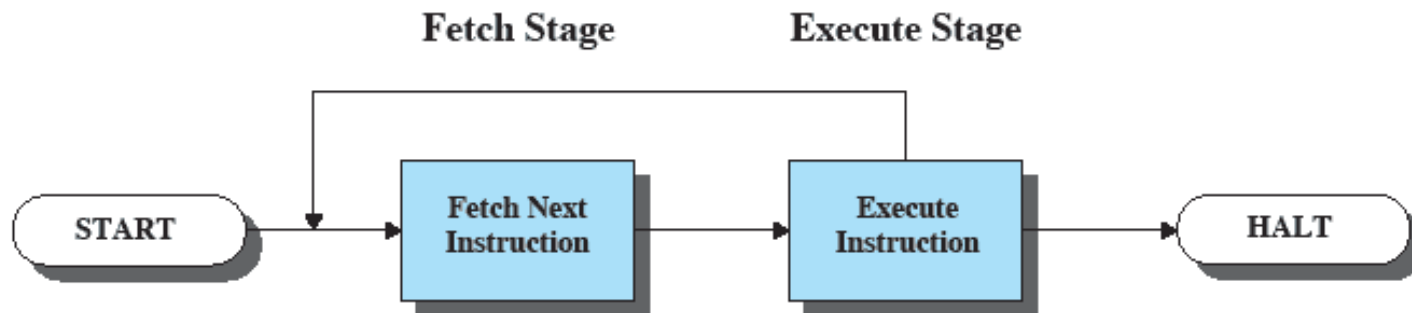 Fetch Stage
Execute Stage
START
Fetch Next
Instruction
Execute
Instruction
HALT